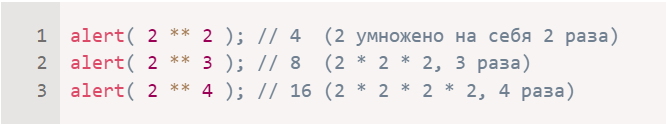 1 alert( 2 ** 2 ); // 4  (2 умножено на себя 2 раза)
2 alert( 2 ** 3 ); // 8  (2 * 2 * 2, 3 раза)
3 alert( 2 ** 4 ); // 16 (2 * 2 * 2 * 2, 4 раза)